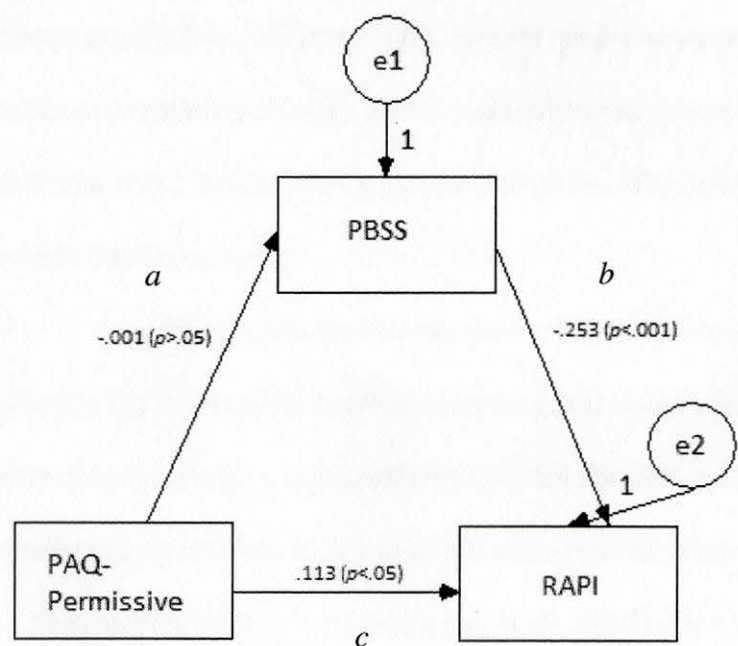 e1
1
PBSS
a
b
-.001 (p>.05)
-.253 (p<.001)
e2
1
PAQ-
Permissive
.113 (p<.05)
RAPI
c